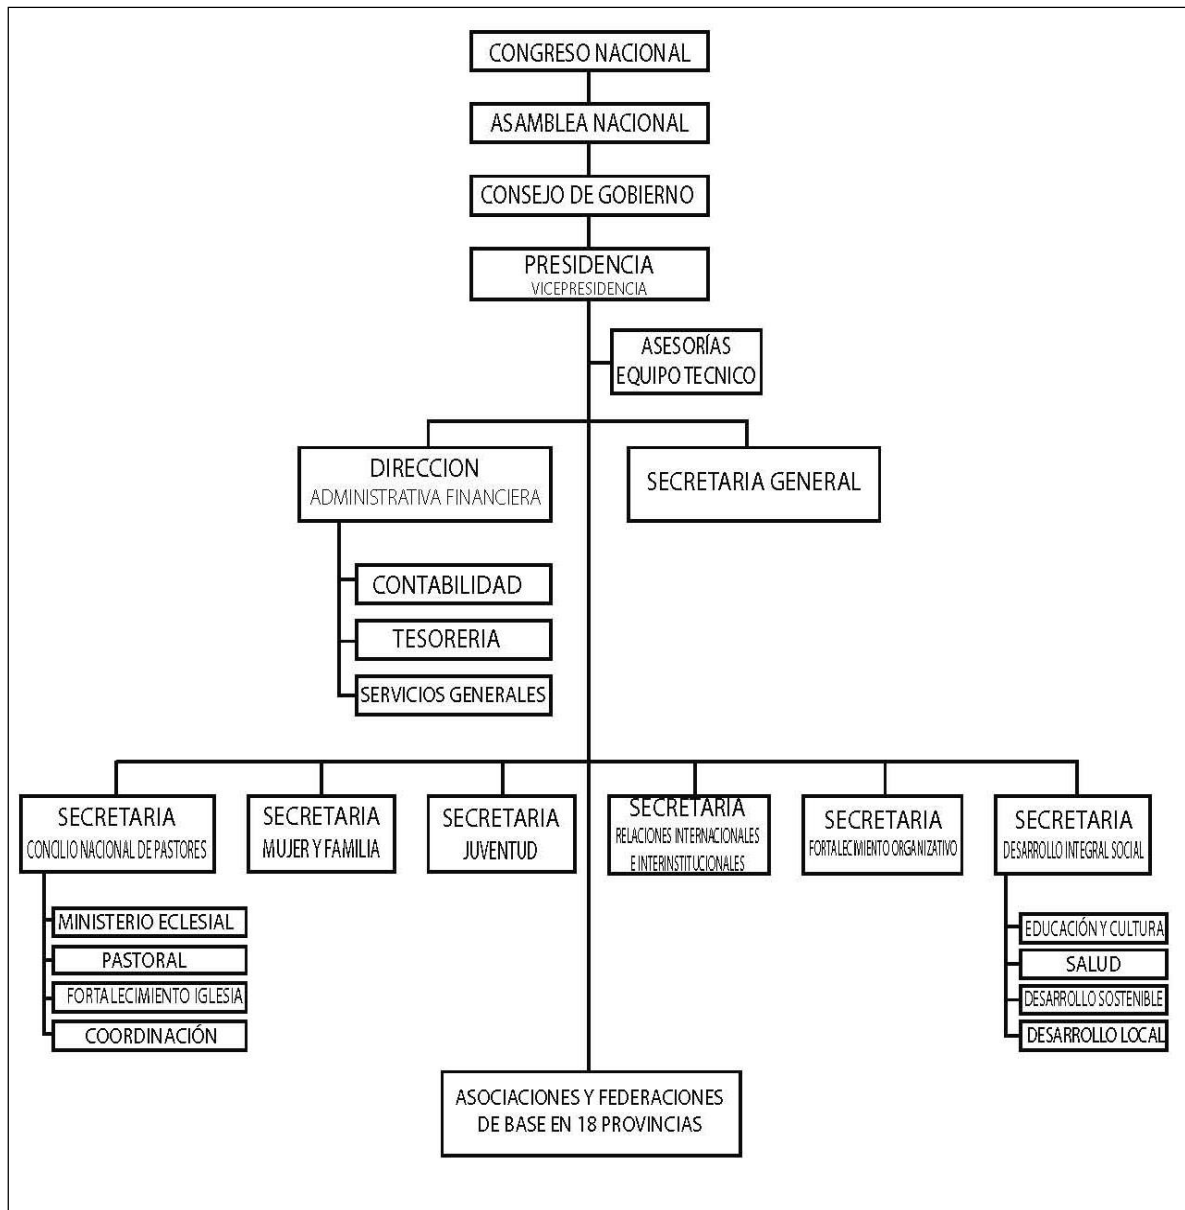 CONGRESO NACIONAL
ASAMBLEA NACIONAL
CONSEJO DE GOBIERNO
PRESIDENCIA
VICEPRESIDENCIA
ASESORÍAS
EQUIPO TECNICO
DIRECCION
ADMINISTRATIVA FINANCIERA
SECRETARIA GENERAL
CONTABILIDAD
TESORERIA
SERVICIOS GENERALES
SECRETARIA
CONCILIO NACIONAL DE PASTORES
SECRETARIA
MUJER Y FAMILIA
SECRETARIA
JUVENTUD
SECRETARIA
RELACIONES INTERNACIONALES
E INTERINSTITUCIONALES
SECRETARIA
FORTALECIMIENTO ORGANIZATIVO
SECRETARIA
DESARROLLO INTEGRAL SOCIAL
MINISTERIO ECLESIAL
PASTORAL
FORTALECIMIENTO IGLESIA
COORDINACIÓN
EDUCACIÓN Y CULTURA
SALUD
DESARROLLO SOSTENIBLE
DESARROLLO LOCAL
ASOCIACIONES Y FEDERACIONES
DE BASE EN 18 PROVINCIAS